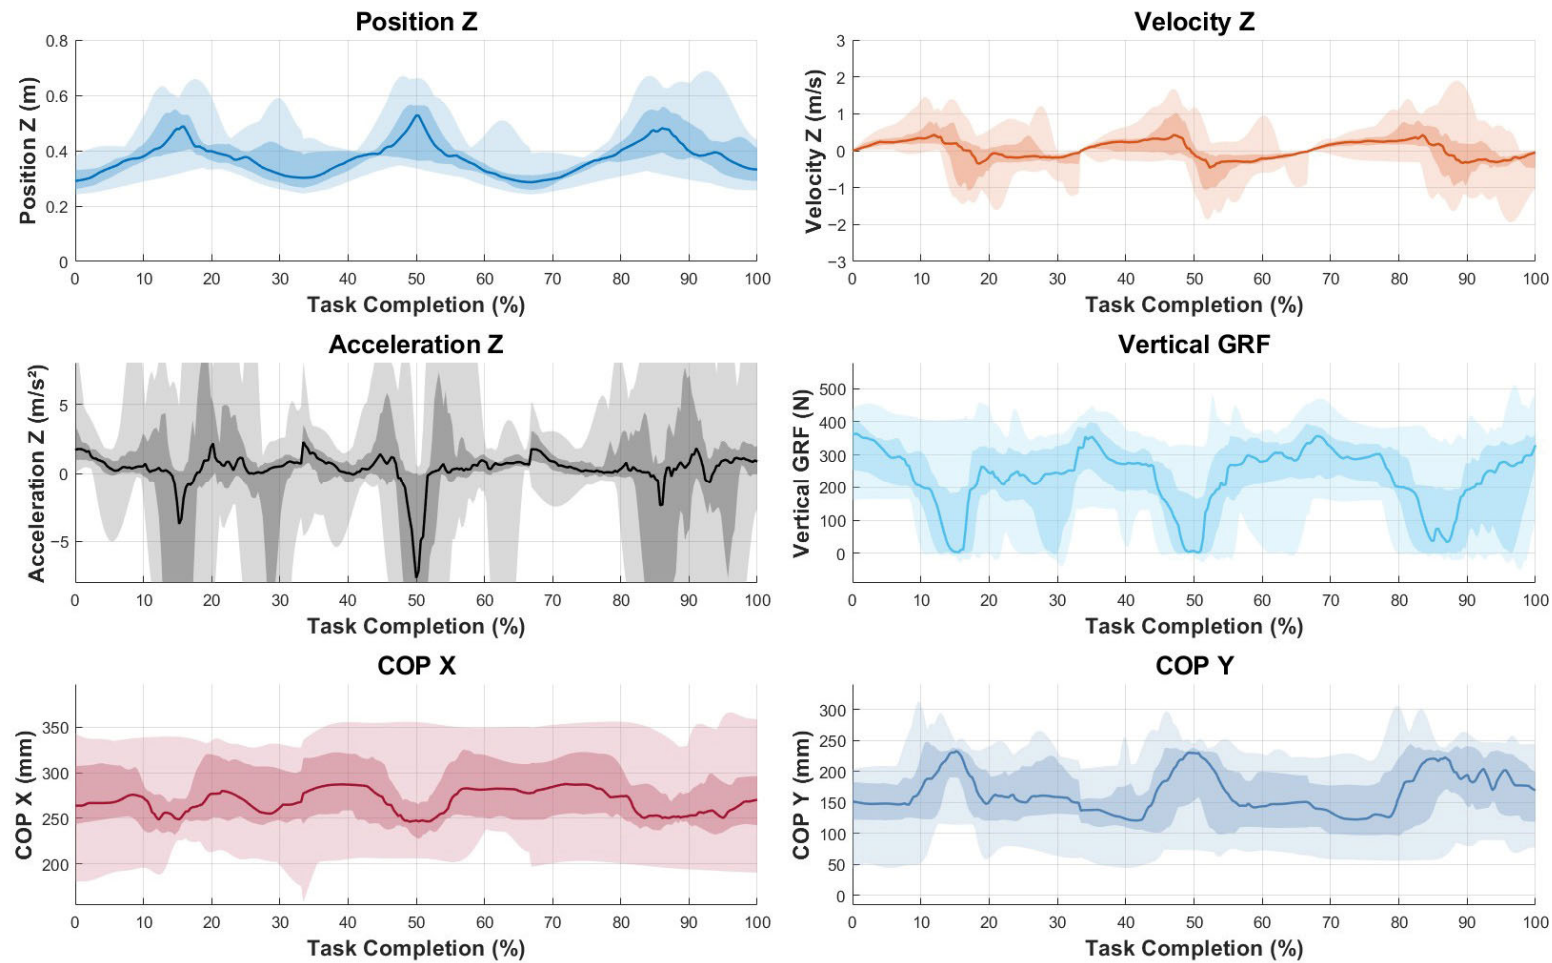 Position Z
Position Z (m)
0.8
0.6
0.4
0.2
0
0 10 20 30 40 50 60 70 80 90 100
Task Completion (%)
Velocity Z
Velocity Z (m/s)
3
2
1
0
−1
−2
−3
0 10 20 30 40 50 60 70 80 90 100
Task Completion (%)
Acceleration Z
Acceleration Z (m/s²)
5
0
−5
0 10 20 30 40 50 60 70 80 90 100
Task Completion (%)
Vertical GRF
Vertical GRF (N)
500
400
300
200
100
0
0 10 20 30 40 50 60 70 80 90 100
Task Completion (%)
COP X
COP X (mm)
350
300
250
200
0 10 20 30 40 50 60 70 80 90 100
Task Completion (%)
COP Y
COP Y (mm)
300
250
200
150
100
50
0
0 10 20 30 40 50 60 70 80 90 100
Task Completion (%)